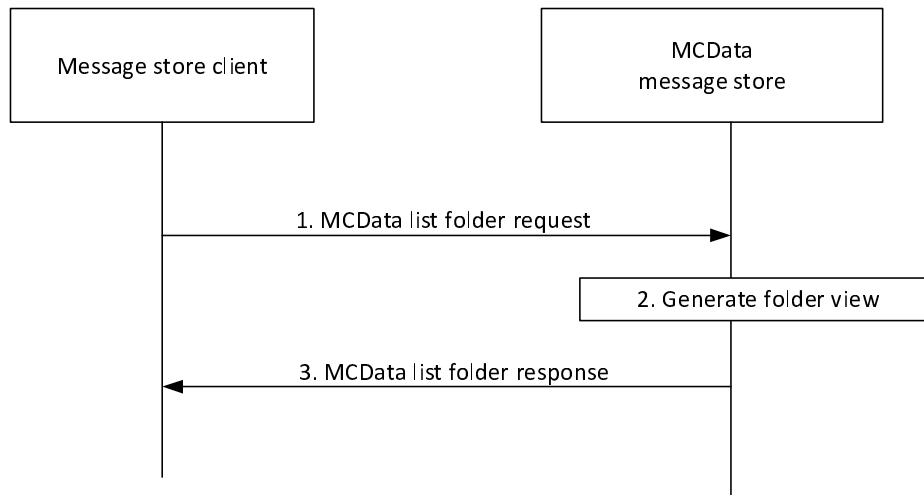 Message store client
MCData
message store
1. MCData list folder request
2. Generate folder view
3. MCData list folder response